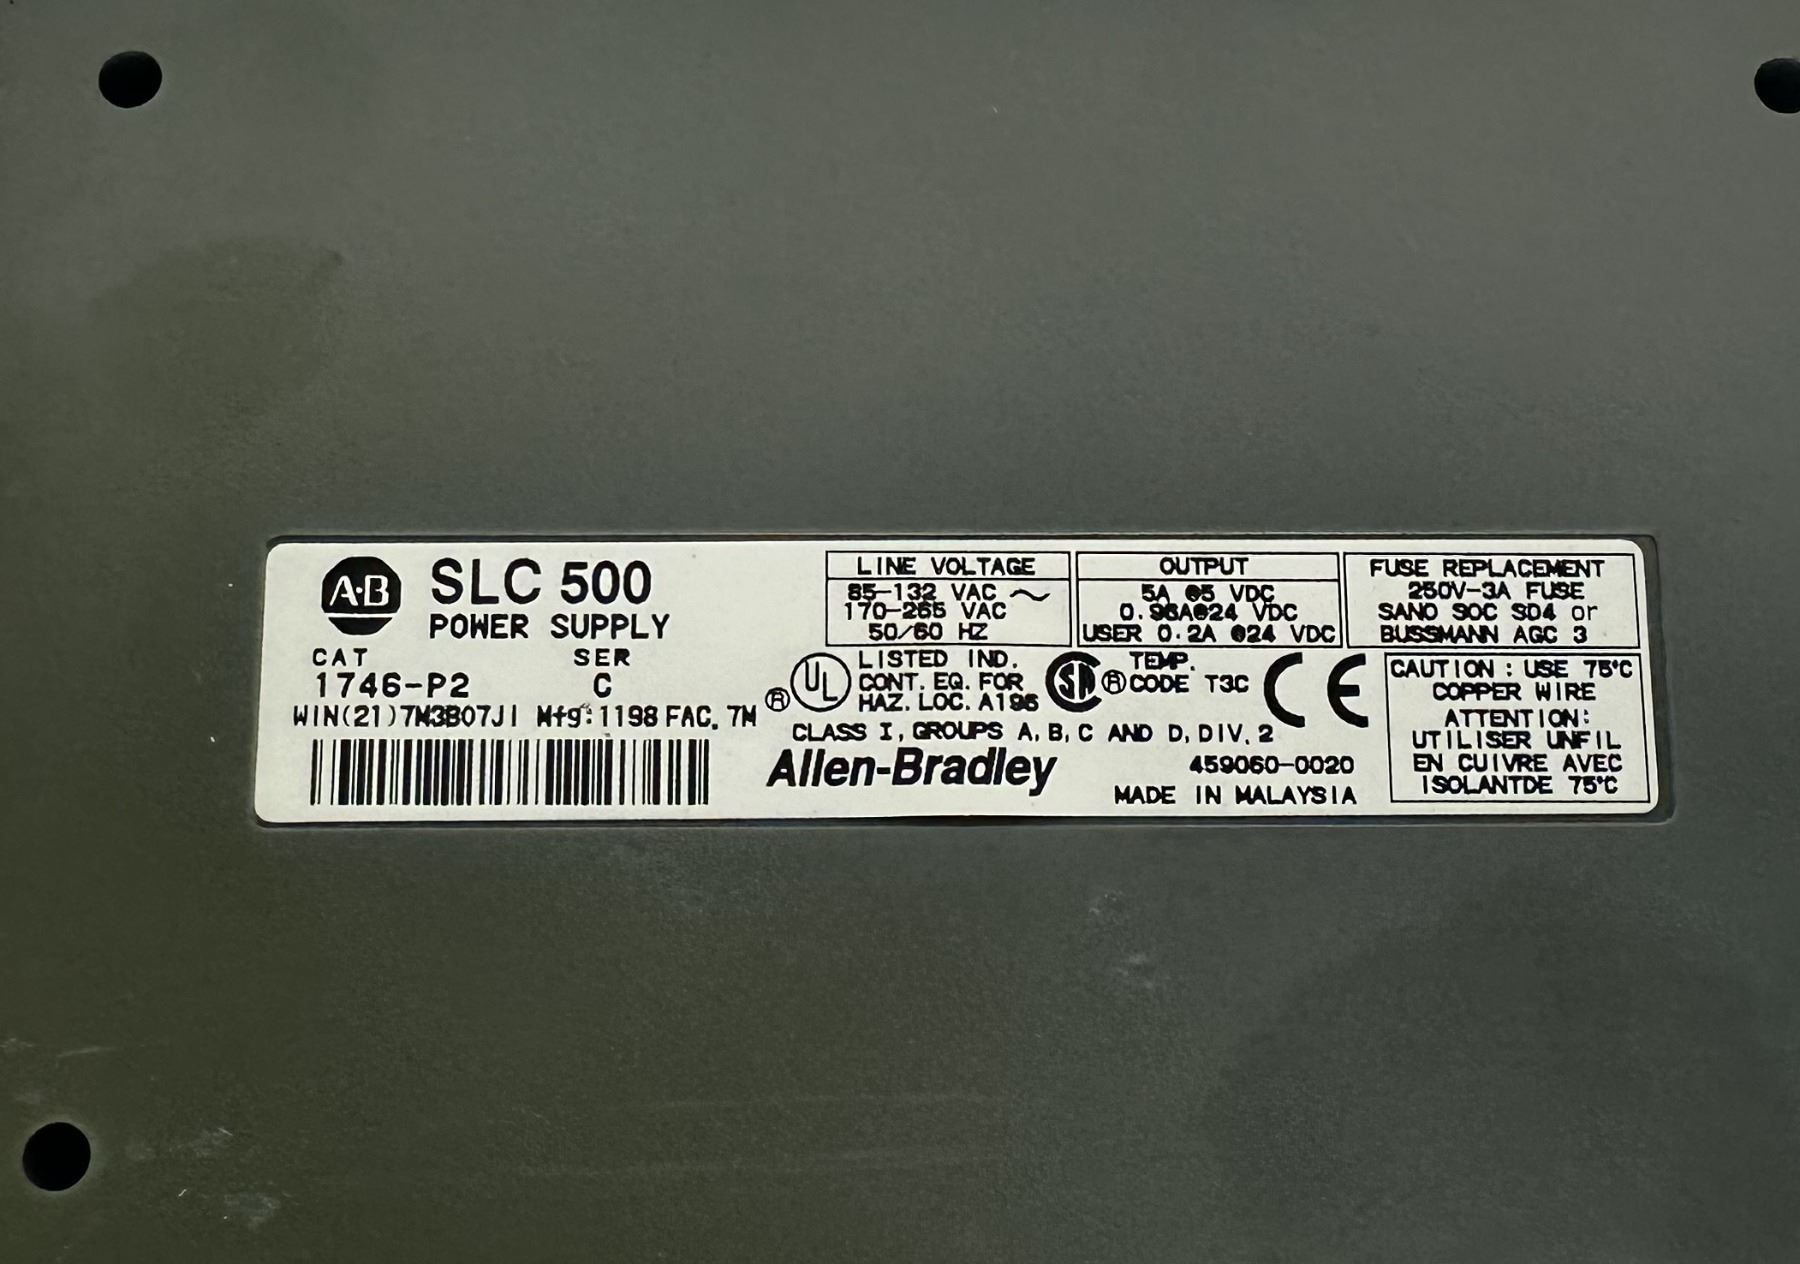 A·B
SLC 500
POWER SUPPLY
CAT SER
1746-P2 C
WIN(21)7M3B07JI Mfg: 1198 FAC. 7M
LINE VOLTAGE
85-132 VAC ~
170-265 VAC
50/60 HZ
OUTPUT
5A @5 VDC
0.96A@24 VDC
USER 0.2A @24 VDC
FUSE REPLACEMENT
250V-3A FUSE
SANO SOC SD4 or
BUSSMANN AGC 3
UL ®
LISTED IND.
CONT. EQ. FOR
HAZ. LOC. A196
SA ®
TEMP.
CODE T3C
CE
CLASS I, GROUPS A, B, C AND D, DIV. 2
Allen-Bradley
459060-0020
MADE IN MALAYSIA
CAUTION : USE 75°C
COPPER WIRE
ATTENTION:
UTILISER UNFIL
EN CUIVRE AVEC
ISOLANTDE 75°C